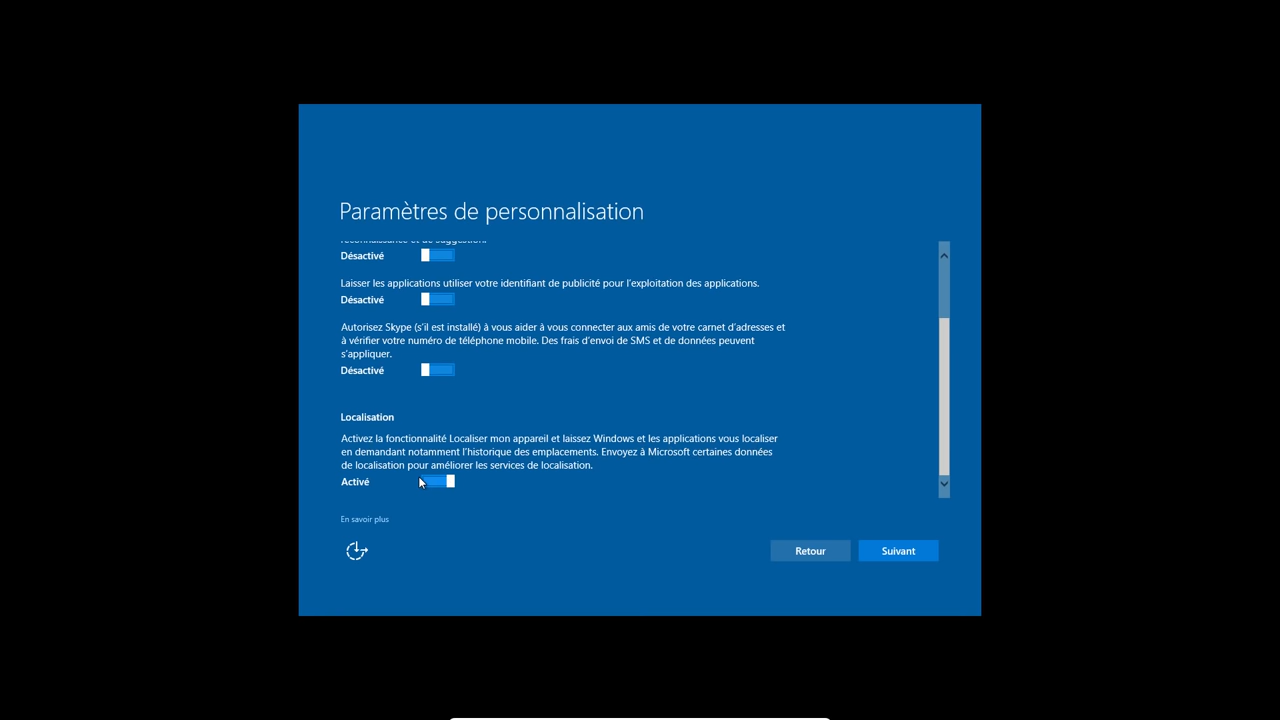 Paramètres de personnalisation
reconnaissance et de suggestion.
Désactivé
Laisser les applications utiliser votre identifiant de publicité pour l'exploitation des applications.
Désactivé
Autorisez Skype (s'il est installé) à vous aider à vous connecter aux amis de votre carnet d'adresses et
à vérifier votre numéro de téléphone mobile. Des frais d'envoi de SMS et de données peuvent
s'appliquer.
Désactivé
Localisation
Activez la fonctionnalité Localiser mon appareil et laissez Windows et les applications vous localiser
en demandant notamment l'historique des emplacements. Envoyez à Microsoft certaines données
de localisation pour améliorer les services de localisation.
Activé
En savoir plus
Retour
Suivant